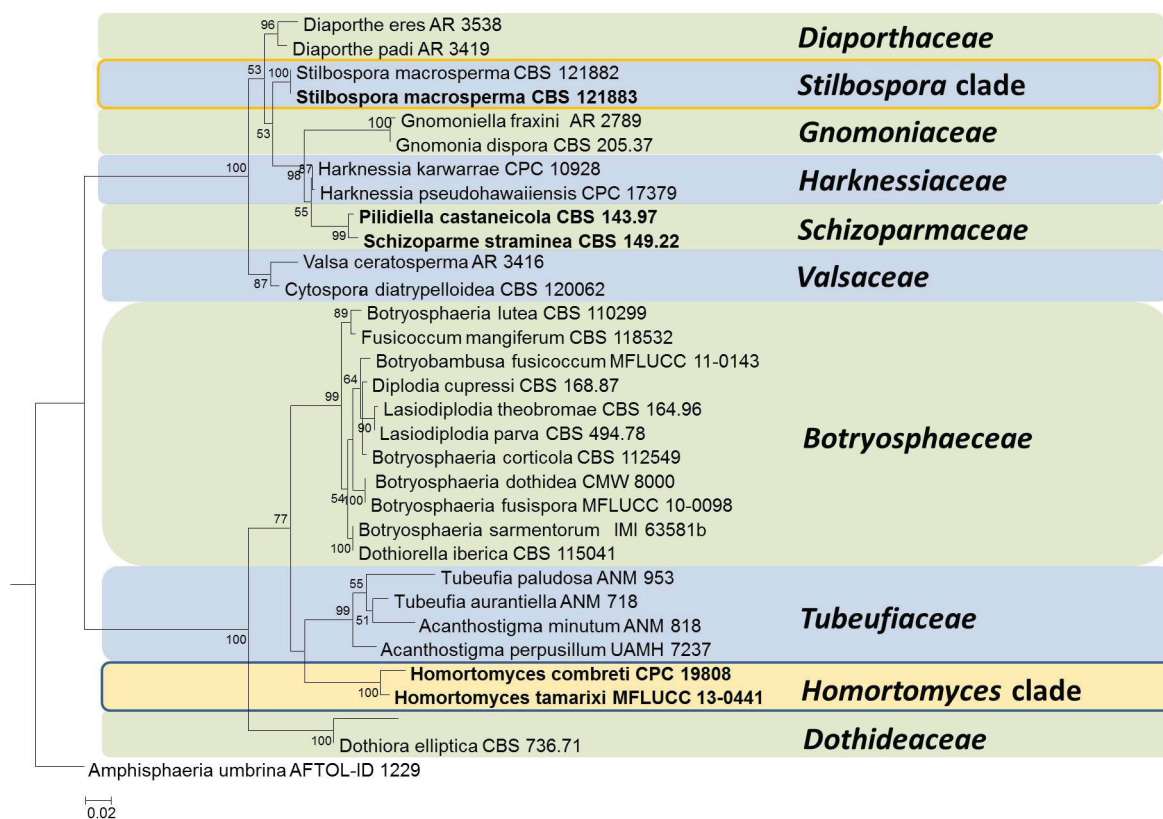 Diaporthe eres AR 3538
96
Diaporthe padi AR 3419
Diaporthaceae
53
100
Stilbospora macrosperma CBS 121882
Stilbospora macrosperma CBS 121883
Stilbospora clade
53
100
Gnomoniella fraxini AR 2789
Gnomonia dispora CBS 205.37
Gnomoniaceae
100
98
87
Harknessia karwarrae CPC 10928
Harknessia pseudohawaiiensis CPC 17379
Harknessiaceae
55
Pilidiella castaneicola CBS 143.97
99
Schizoparme straminea CBS 149.22
Schizoparmaceae
Valsa ceratosperma AR 3416
87
Cytospora diatrypelloidea CBS 120062
Valsaceae
89
Botryosphaeria lutea CBS 110299
Fusicoccum mangiferum CBS 118532
Botryobambusa fusicoccum MFLUCC 11-0143
64
Diplodia cupressi CBS 168.87
99
Lasiodiplodia theobromae CBS 164.96
90
Lasiodiplodia parva CBS 494.78
Botryosphaeceae
Botryosphaeria corticola CBS 112549
Botryosphaeria dothidea CMW 8000
54
100
Botryosphaeria fusispora MFLUCC 10-0098
77
Botryosphaeria sarmentorum IMI 63581b
100
Dothiorella iberica CBS 115041
Tubeufia paludosa ANM 953
55
Tubeufia aurantiella ANM 718
99
51
Acanthostigma minutum ANM 818
Tubeufiaceae
100
Acanthostigma perpusillum UAMH 7237
Homortomyces combreti CPC 19808
100
Homortomyces tamarixi MFLUCC 13-0441
Homortomyces clade
100
Dothiora elliptica CBS 736.71
Dothideaceae
Amphisphaeria umbrina AFTOL-ID 1229
0.02